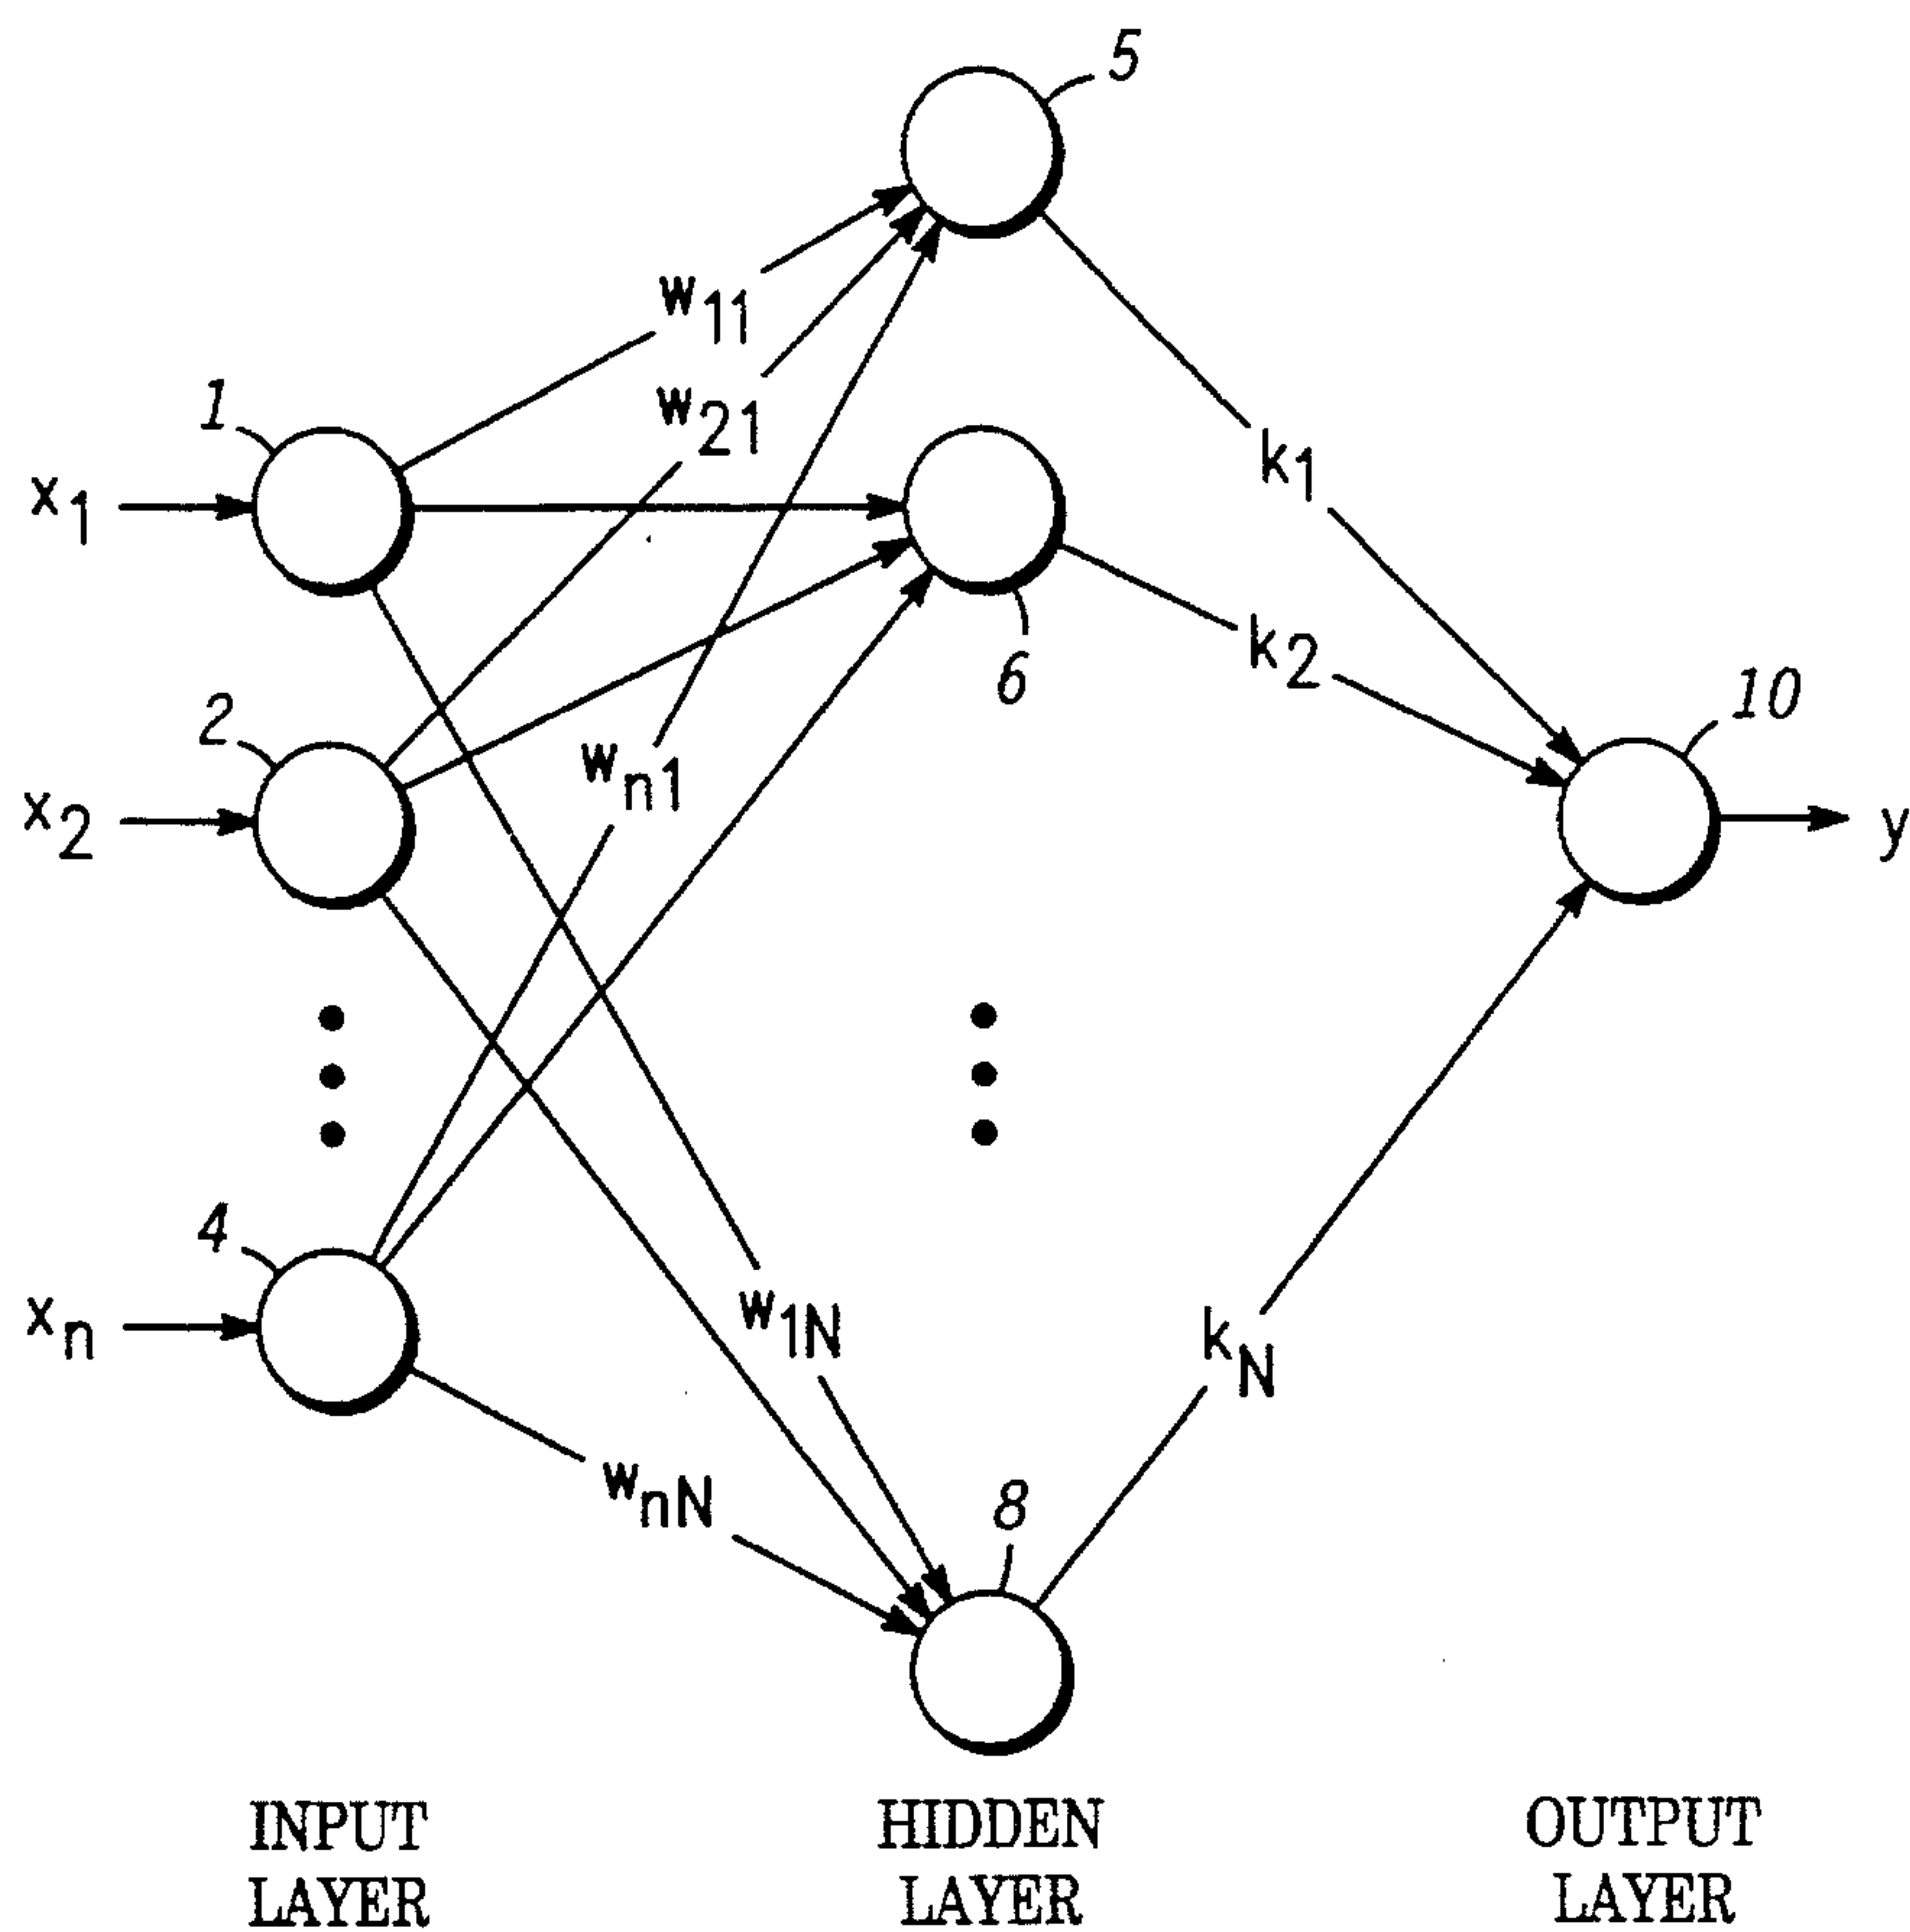 5
w11
1
w21
x1
k1
k2
6
10
2
wn1
x2
y
4
w1N
xn
kN
wnN
8
INPUT
LAYER
HIDDEN
LAYER
OUTPUT
LAYER